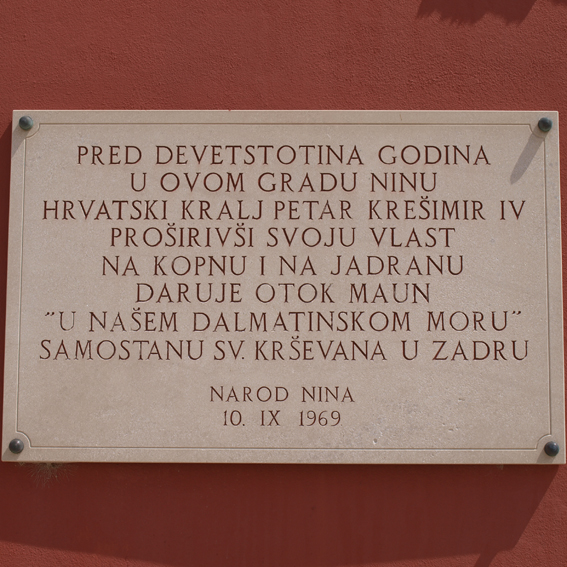 PRED DEVETSTOTINA GODINA
U OVOM GRADU NINU
HRVATSKI KRALJ PETAR KREŠIMIR IV
PROŠIRIVŠI SVOJU VLAST
NA KOPNU I NA JADRANU
DARUJE OTOK MAUN
"U NAŠEM DALMATINSKOM MORU"
SAMOSTANU SV. KRŠEVANA U ZADRU
NAROD NINA
10. IX 1969